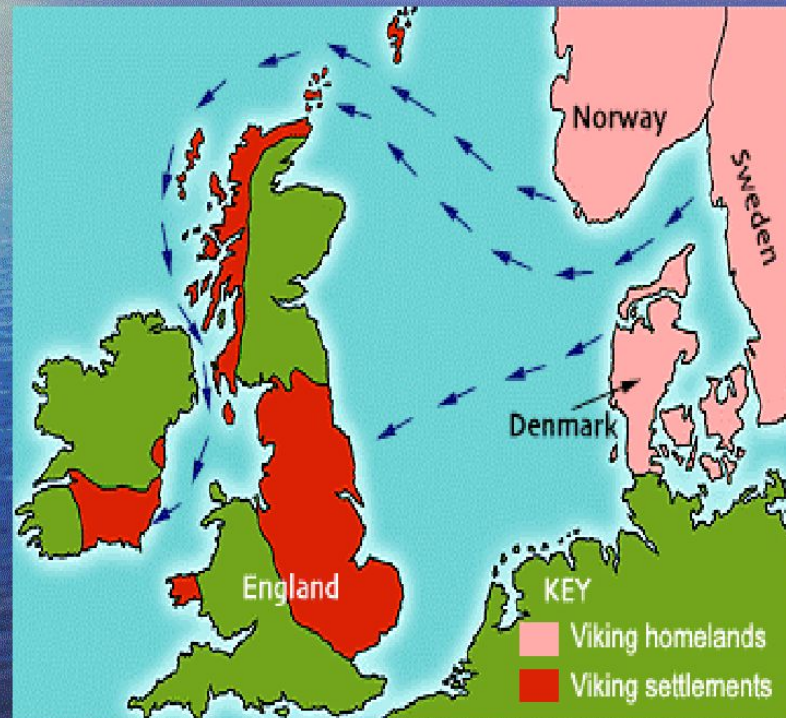 Norway
Sweden
Denmark
England
KEY
Viking homelands
Viking settlements